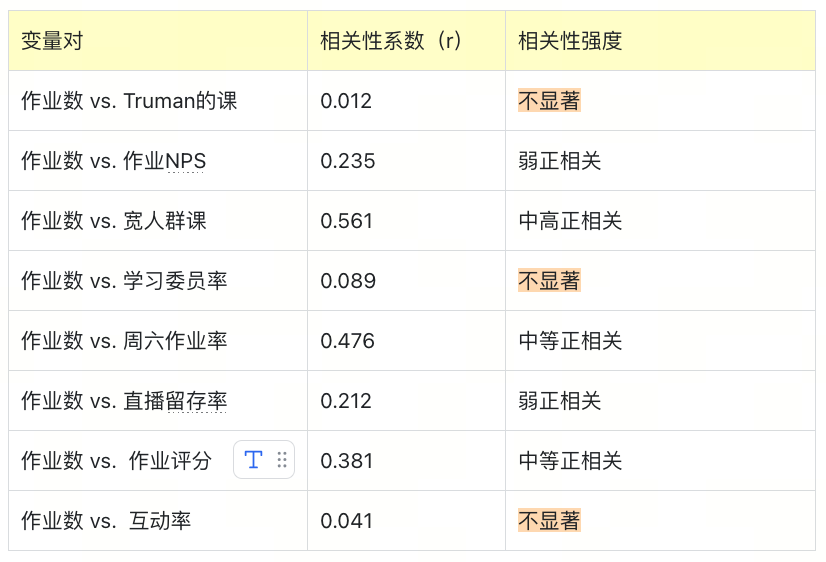 变量对 相关性系数（r） 相关性强度
作业数 vs. Truman的课 0.012 不显著
作业数 vs. 作业NPS 0.235 弱正相关
作业数 vs. 宽人群课 0.561 中高正相关
作业数 vs. 学习委员率 0.089 不显著
作业数 vs. 周六作业率 0.476 中等正相关
作业数 vs. 直播留存率 0.212 弱正相关
作业数 vs. 作业评分 T 0.381 中等正相关
作业数 vs. 互动率 0.041 不显著